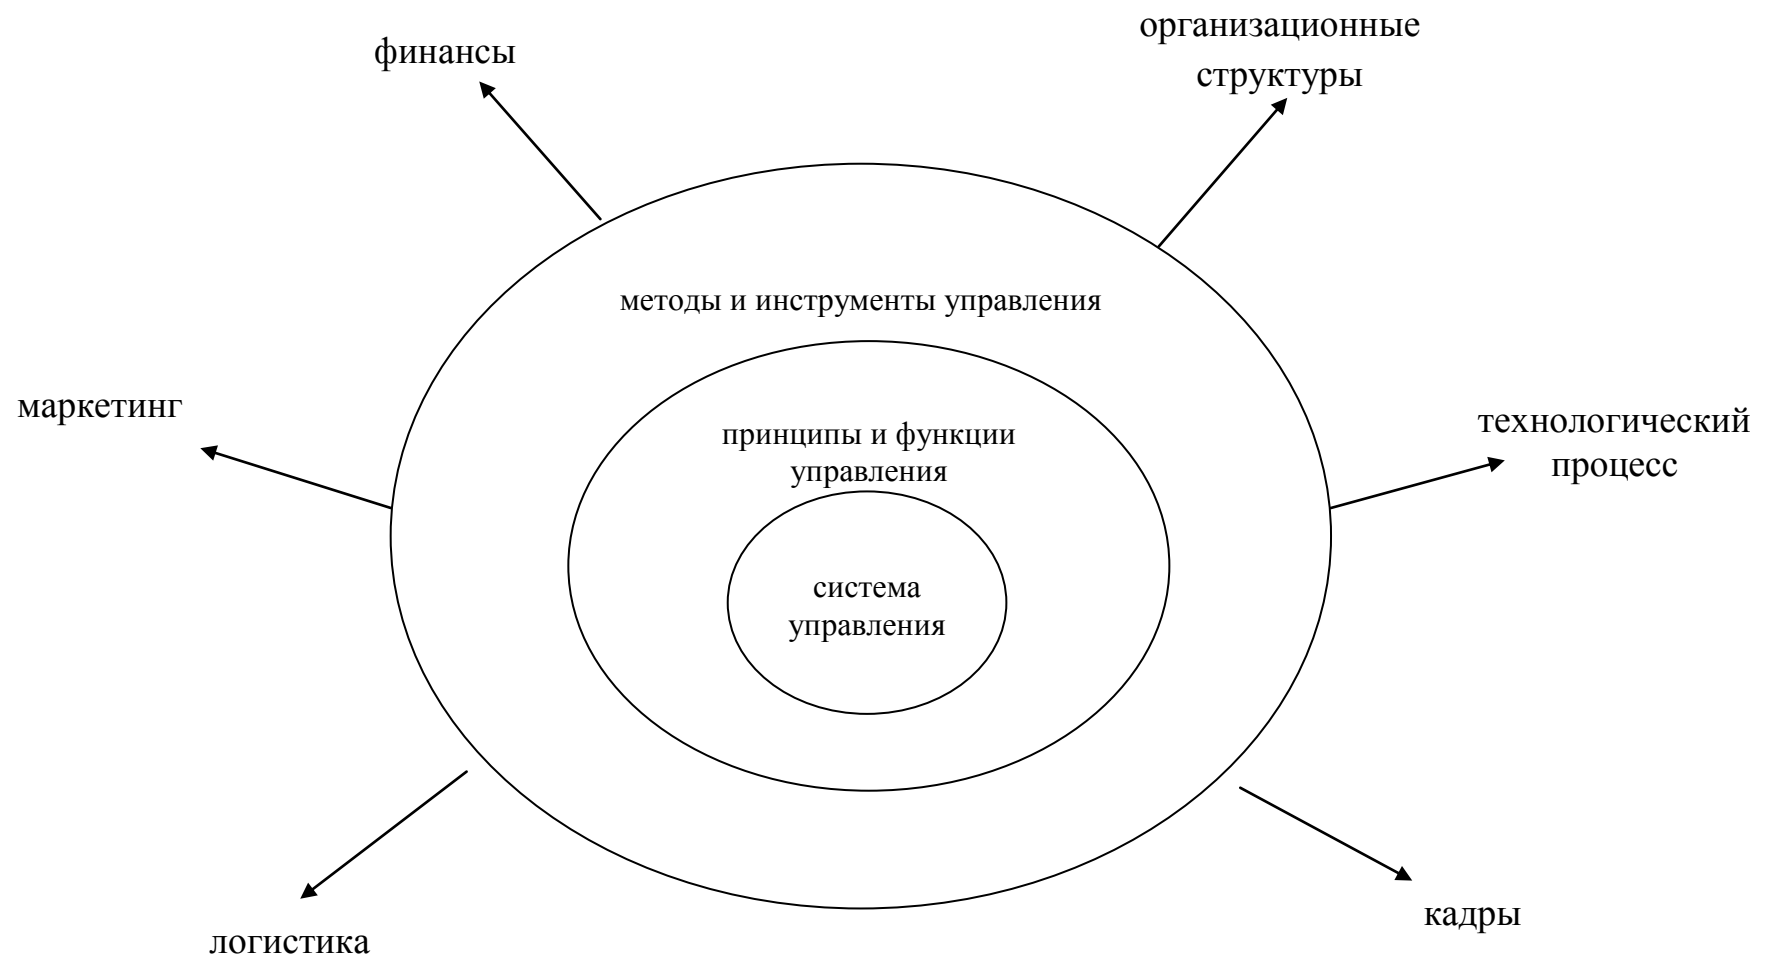 финансы
организационные
структуры
методы и инструменты управления
маркетинг
технологический
процесс
принципы и функции
управления
система
управления
логистика
кадры